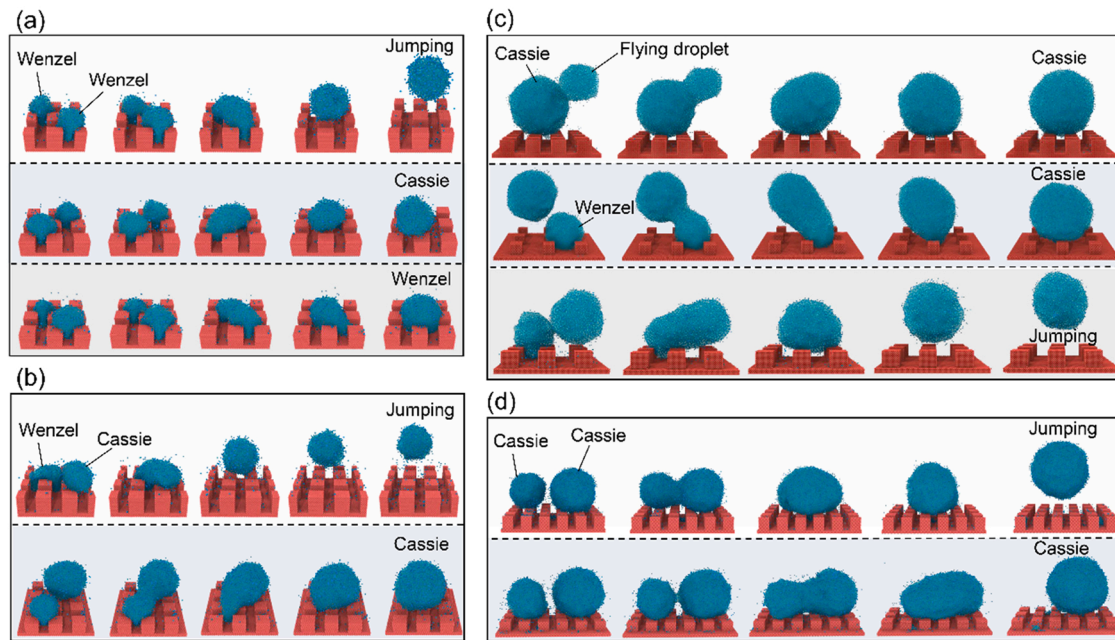 (a)
Wenzel
Wenzel
Jumping
Cassie
Wenzel
(b)
Wenzel
Cassie
Jumping
Cassie
(c)
Cassie
Flying droplet
Cassie
Wenzel
Cassie
Jumping
(d)
Cassie
Cassie
Jumping
Cassie